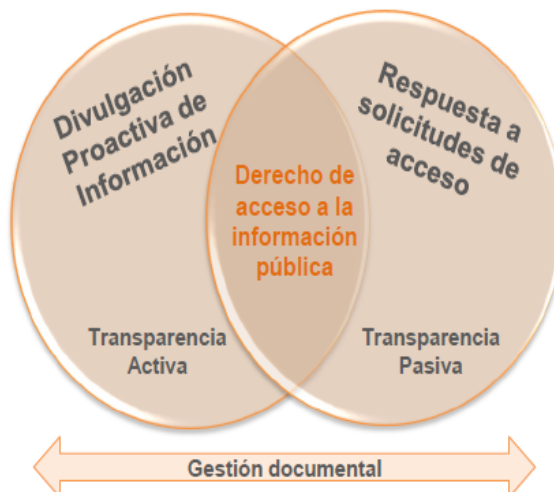 Divulgación
Proactiva de
Información
Respuesta a
solicitudes de
acceso
Derecho de
acceso a la
información
pública
Transparencia
Activa
Transparencia
Pasiva
Gestión documental